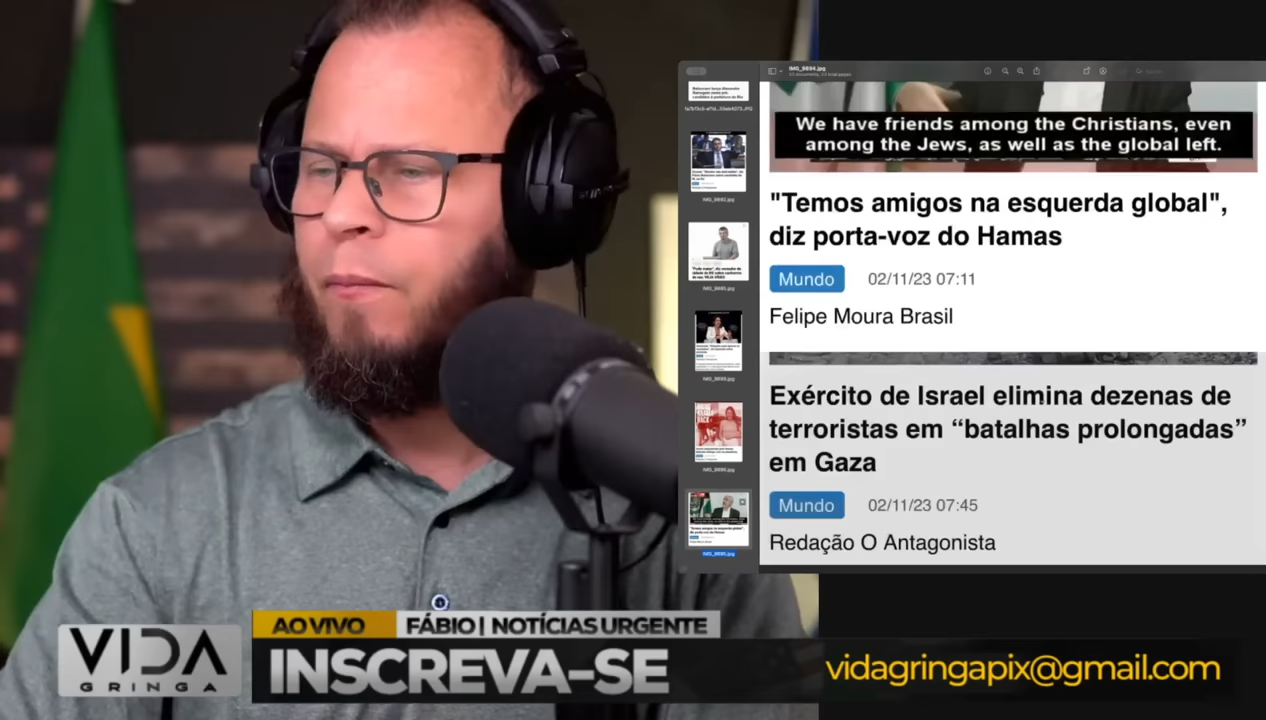 IMG_9894.jpg
We have friends among the Christians, even
among the Jews, as well as the global left.
"Temos amigos na esquerda global",
diz porta-voz do Hamas
Mundo 02/11/23 07:11
Felipe Moura Brasil
Exército de Israel elimina dezenas de
terroristas em “batalhas prolongadas”
em Gaza
Mundo 02/11/23 07:45
Redação O Antagonista
AO VIVO FÁBIO | NOTÍCIAS URGENTE
VIDA
GRINGA
INSCREVA-SE
vidagringapix@gmail.com